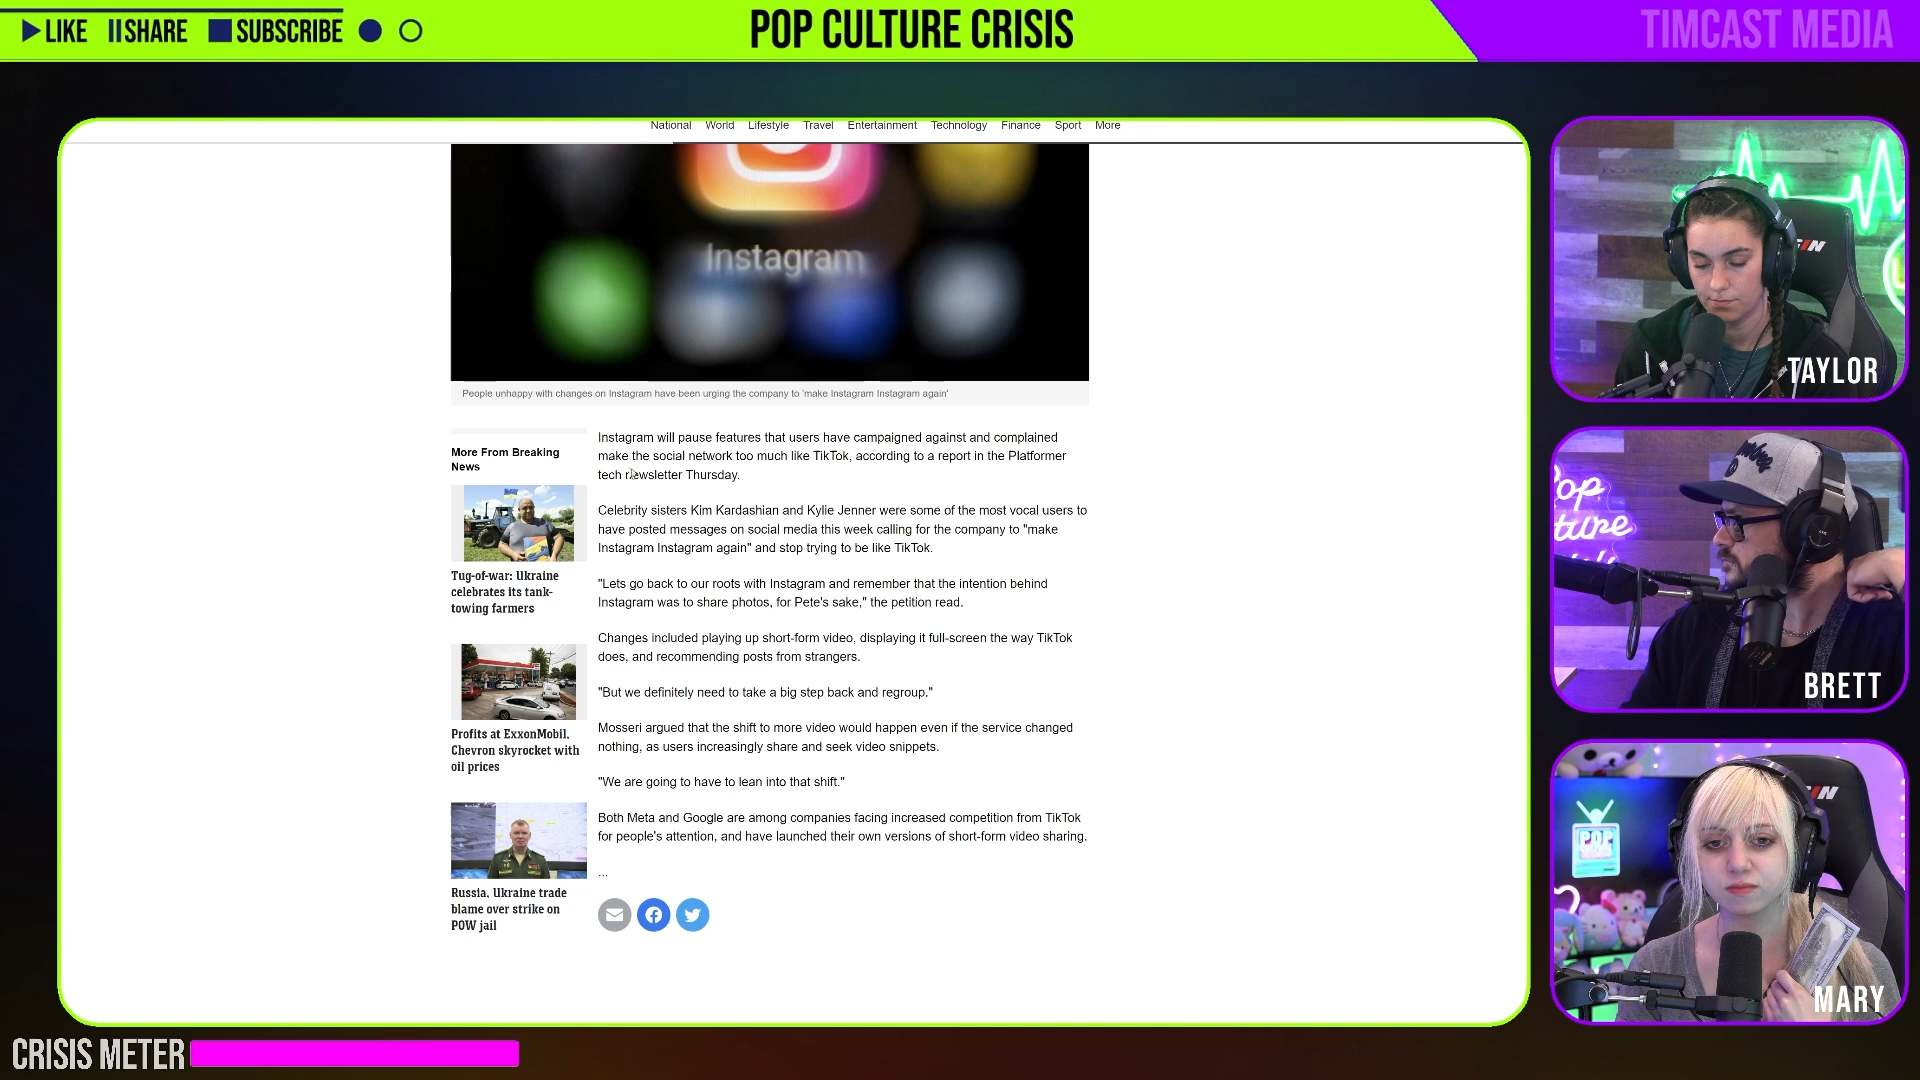 LIKE SHARE SUBSCRIBE
POP CULTURE CRISIS
TIMCAST MEDIA
National World Lifestyle Travel Entertainment Technology Finance Sport More
Instagram
People unhappy with changes on Instagram have been urging the company to 'make Instagram Instagram again'
More From Breaking
News
Tug-of-war: Ukraine
celebrates its tank-
towing farmers
Profits at ExxonMobil,
Chevron skyrocket with
oil prices
Russia, Ukraine trade
blame over strike on
POW jail
Instagram will pause features that users have campaigned against and complained
make the social network too much like TikTok, according to a report in the Platformer
tech newsletter Thursday.
Celebrity sisters Kim Kardashian and Kylie Jenner were some of the most vocal users to
have posted messages on social media this week calling for the company to "make
Instagram Instagram again" and stop trying to be like TikTok.
"Lets go back to our roots with Instagram and remember that the intention behind
Instagram was to share photos, for Pete's sake," the petition read.
Changes included playing up short-form video, displaying it full-screen the way TikTok
does, and recommending posts from strangers.
"But we definitely need to take a big step back and regroup."
Mosseri argued that the shift to more video would happen even if the service changed
nothing, as users increasingly share and seek video snippets.
"We are going to have to lean into that shift."
Both Meta and Google are among companies facing increased competition from TikTok
for people's attention, and have launched their own versions of short-form video sharing.
...
TAYLOR
BRETT
POP
MARY
CRISIS METER